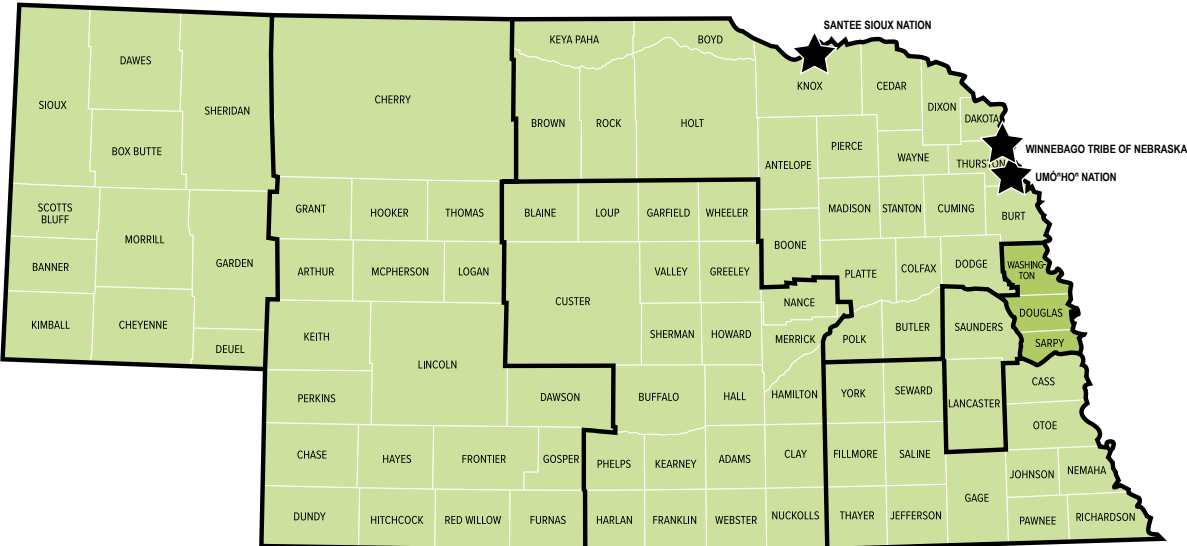 SANTEE SIOUX NATION
KEYA PAHA
BOYD
DAWES
CEDAR
KNOX
SIOUX
SHERIDAN
CHERRY
DIXON
DAKOTA
BROWN
ROCK
HOLT
BOX BUTTE
PIERCE
WINNEBAGO TRIBE OF NEBRASKA
ANTELOPE
WAYNE
THURSTON
UMÓⁿHOⁿ NATION
SCOTTS
BLUFF
GRANT
HOOKER
THOMAS
BLAINE
LOUP
GARFIELD
WHEELER
MADISON
STANTON
CUMING
BURT
MORRILL
BOONE
BANNER
GARDEN
ARTHUR
MCPHERSON
LOGAN
VALLEY
GREELEY
PLATTE
COLFAX
DODGE
WASHING-
TON
CUSTER
NANCE
KIMBALL
CHEYENNE
KEITH
SHERMAN
HOWARD
MERRICK
POLK
BUTLER
SAUNDERS
DOUGLAS
DEUEL
SARPY
LINCOLN
PERKINS
DAWSON
BUFFALO
HALL
HAMILTON
YORK
SEWARD
LANCASTER
CASS
OTOE
CHASE
HAYES
FRONTIER
GOSPER
PHELPS
KEARNEY
ADAMS
CLAY
FILLMORE
SALINE
JOHNSON
NEMAHA
GAGE
DUNDY
HITCHCOCK
RED WILLOW
FURNAS
HARLAN
FRANKLIN
WEBSTER
NUCKOLLS
THAYER
JEFFERSON
PAWNEE
RICHARDSON